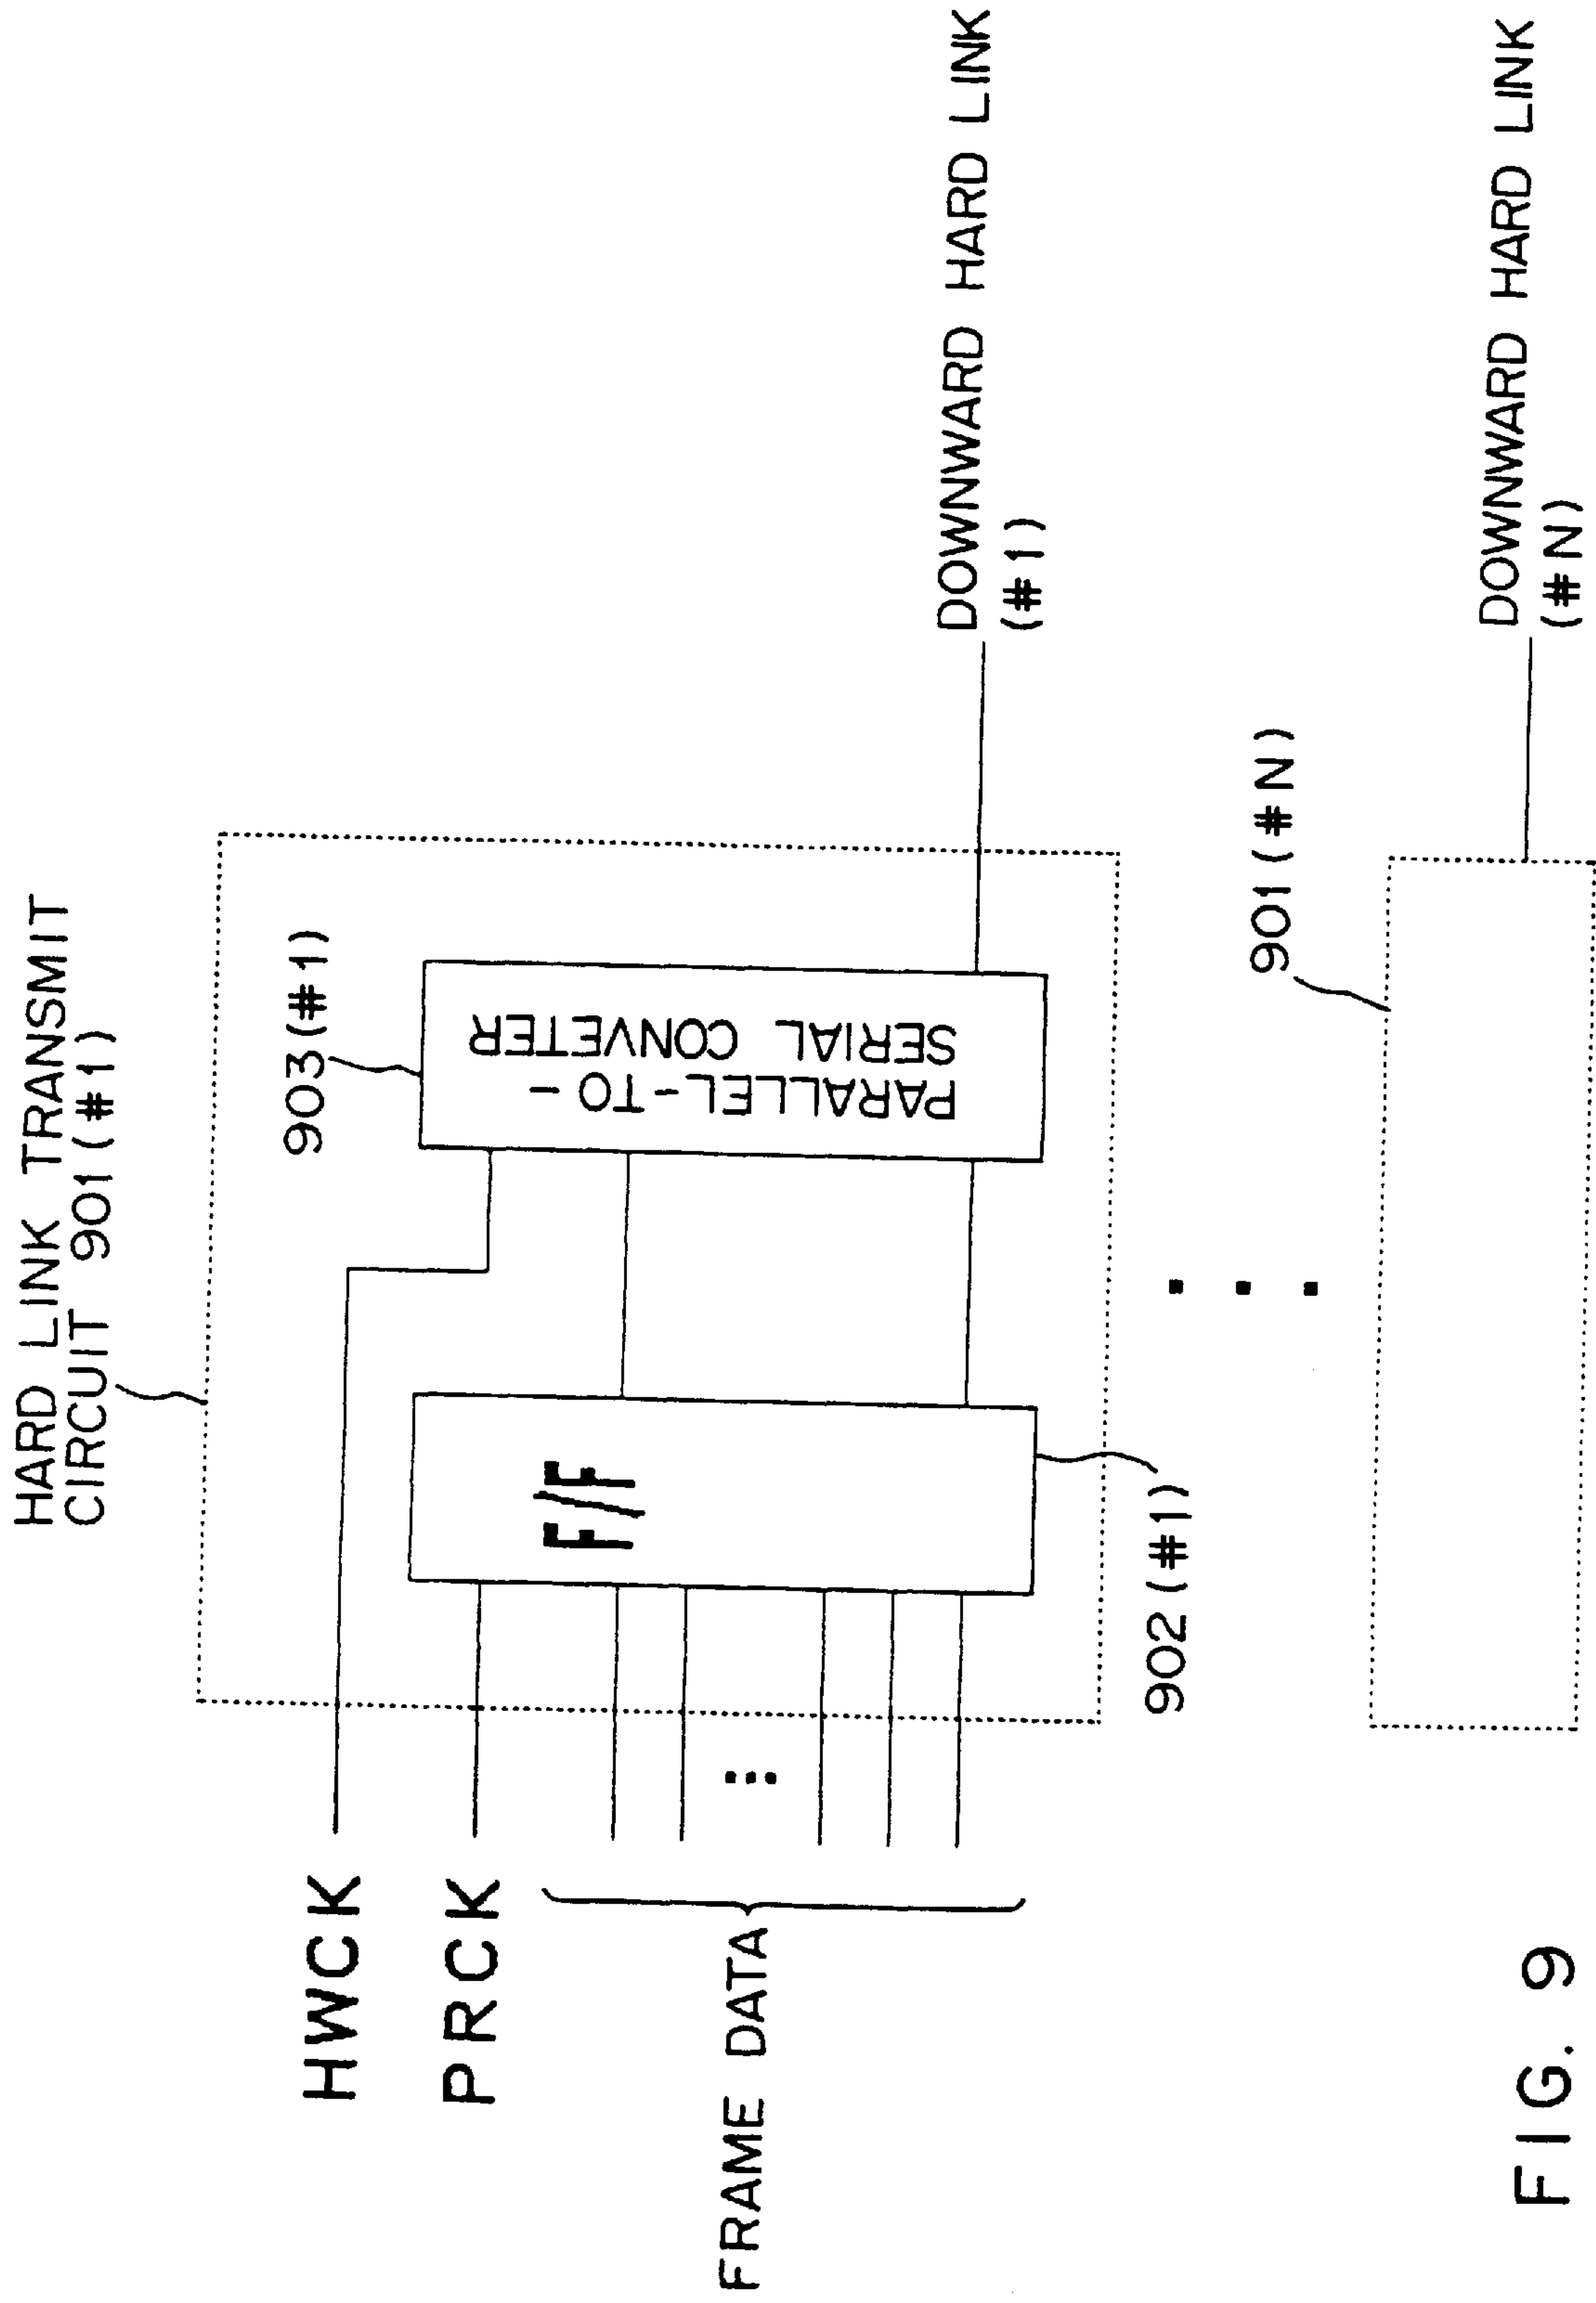 HARD LINK TRANSMIT
CIRCUIT 901 (#1)
HWCK
PRCK
FRAME DATA
F/F
902 (#1)
903 (#1)
PARALLEL-TO-
SERIAL CONVETER
DOWNWARD HARD LINK
(#1)
901 (#N)
DOWNWARD HARD LINK
(#N)
FIG. 9